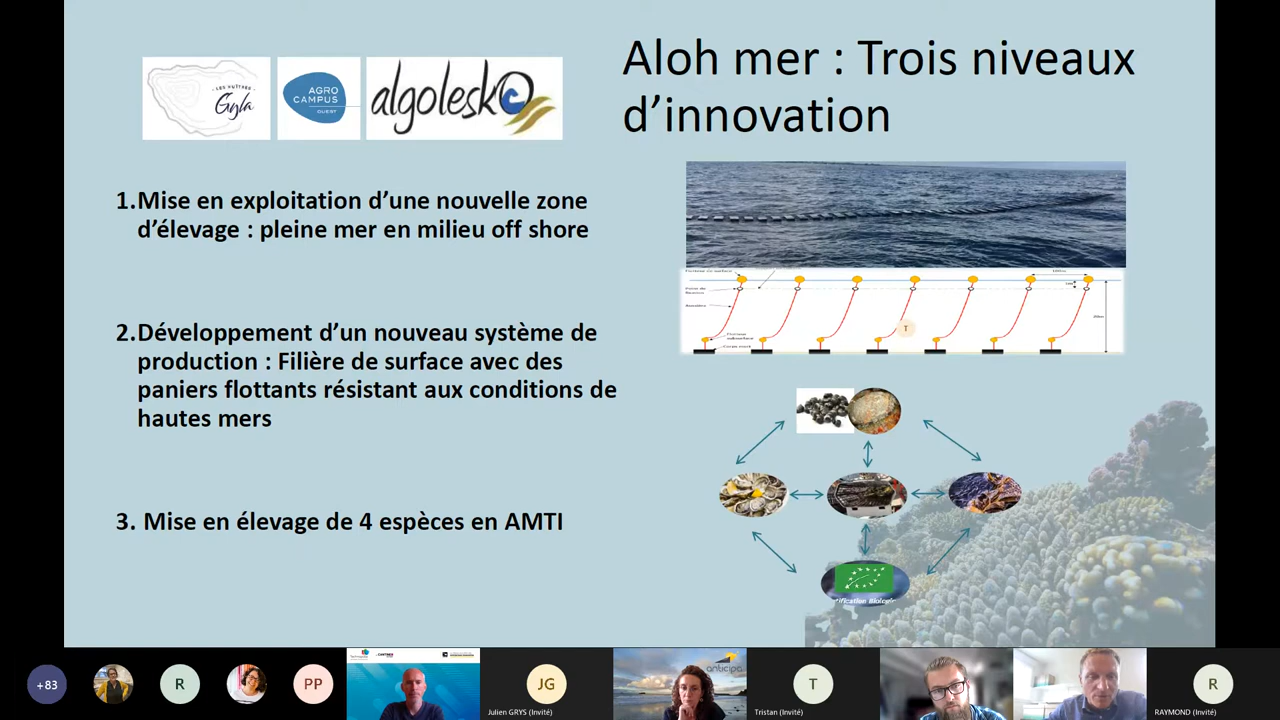 LES HUÎTRES
Gyla
AGRO
CAMPUS
OUEST
algoleskO
Aloh mer : Trois niveaux
d’innovation
1.Mise en exploitation d’une nouvelle zone
d’élevage : pleine mer en milieu off shore
2.Développement d’un nouveau système de
production : Filière de surface avec des
paniers flottants résistant aux conditions de
hautes mers
3. Mise en élevage de 4 espèces en AMTI
T
+83
R
PP
JG
Julien GRYS (Invité)
anticipa
T
Tristan (Invité)
R
RAYMOND (Invité)